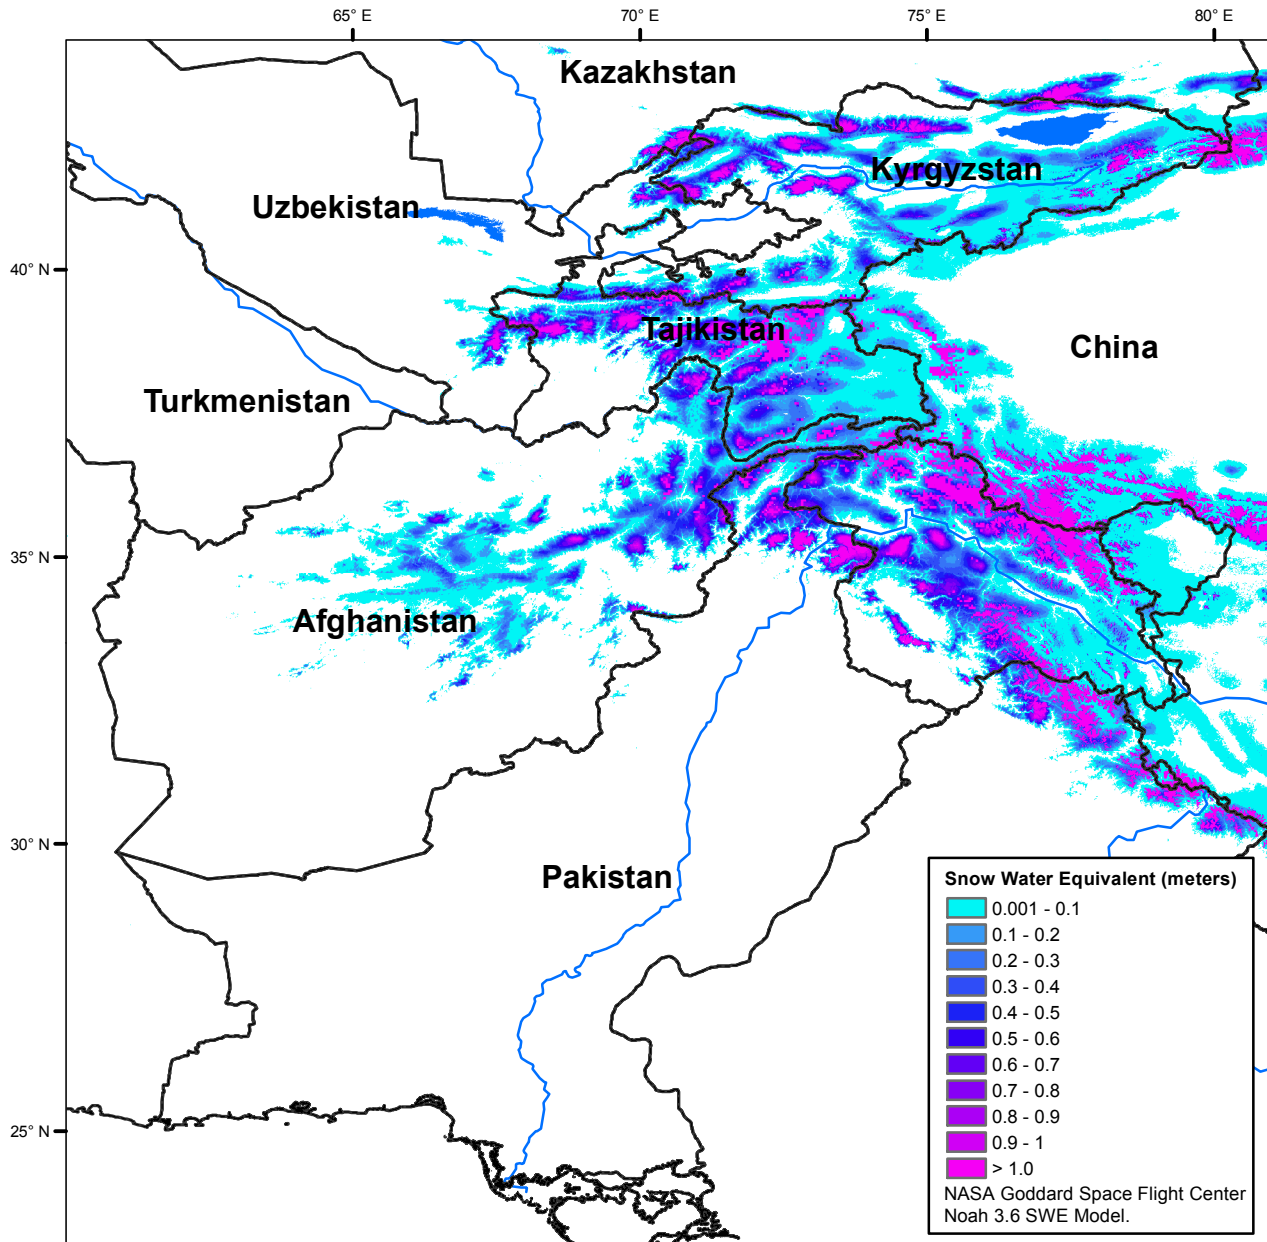 65° E
70° E
75° E
80° E
Kazakhstan
Kyrgyzstan
Uzbekistan
40° N
Tajikistan
China
Turkmenistan
35° N
Afghanistan
30° N
Pakistan
25° N
Snow Water Equivalent (meters)
0.001 - 0.1
0.1 - 0.2
0.2 - 0.3
0.3 - 0.4
0.4 - 0.5
0.5 - 0.6
0.6 - 0.7
0.7 - 0.8
0.8 - 0.9
0.9 - 1
> 1.0
NASA Goddard Space Flight Center
Noah 3.6 SWE Model.